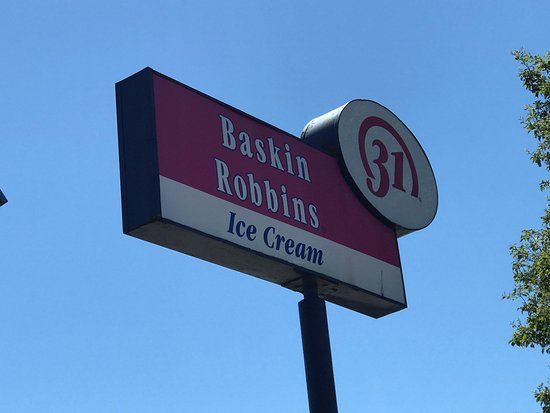 Baskin
Robbins
Ice Cream
31